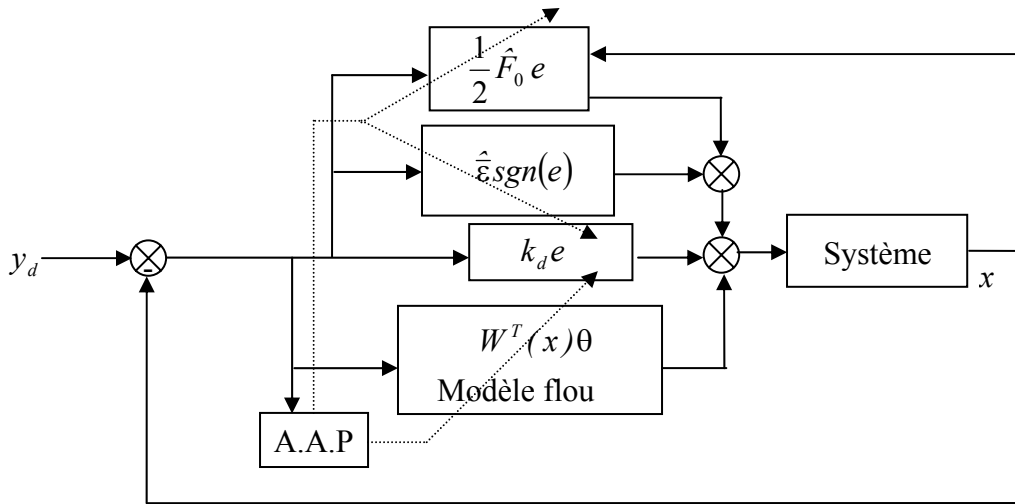 1/2 F̂₀ e
ε̄̂ sgn(e)
y_d
-
k_d e
Système
x
W^T(x)θ
Modèle flou
A.A.P